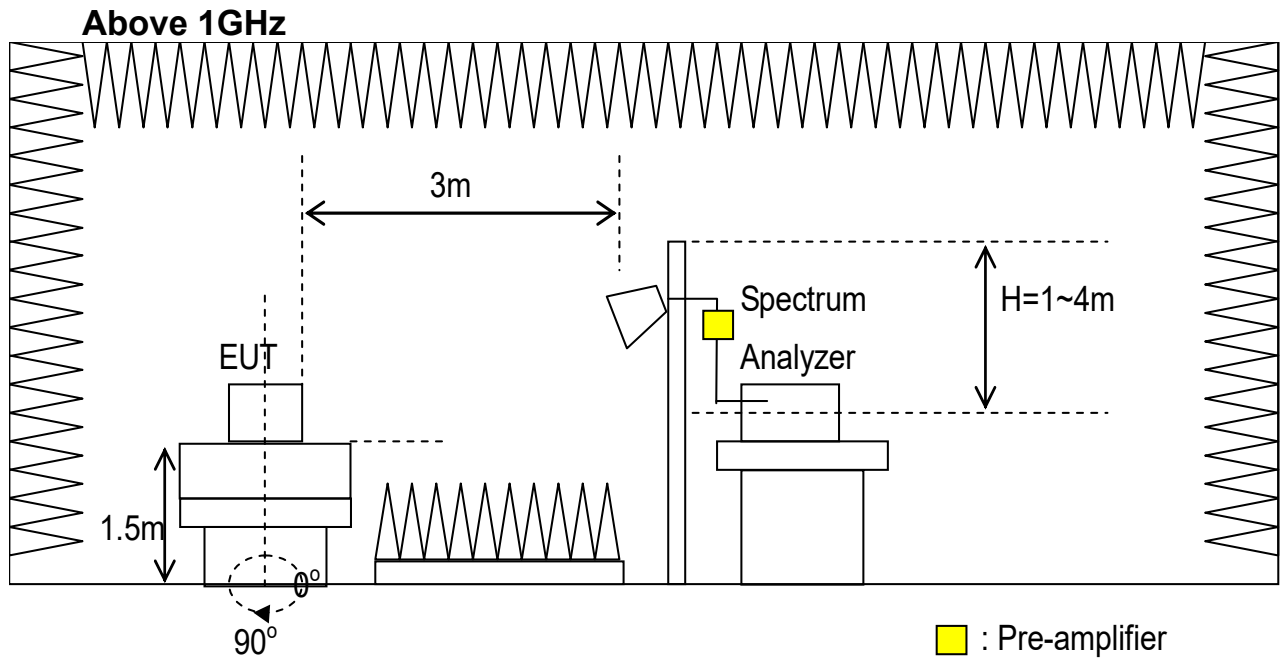 Above 1GHz
3m
Spectrum
H=1~4m
EUT
Analyzer
1.5m
0°
90°
: Pre-amplifier